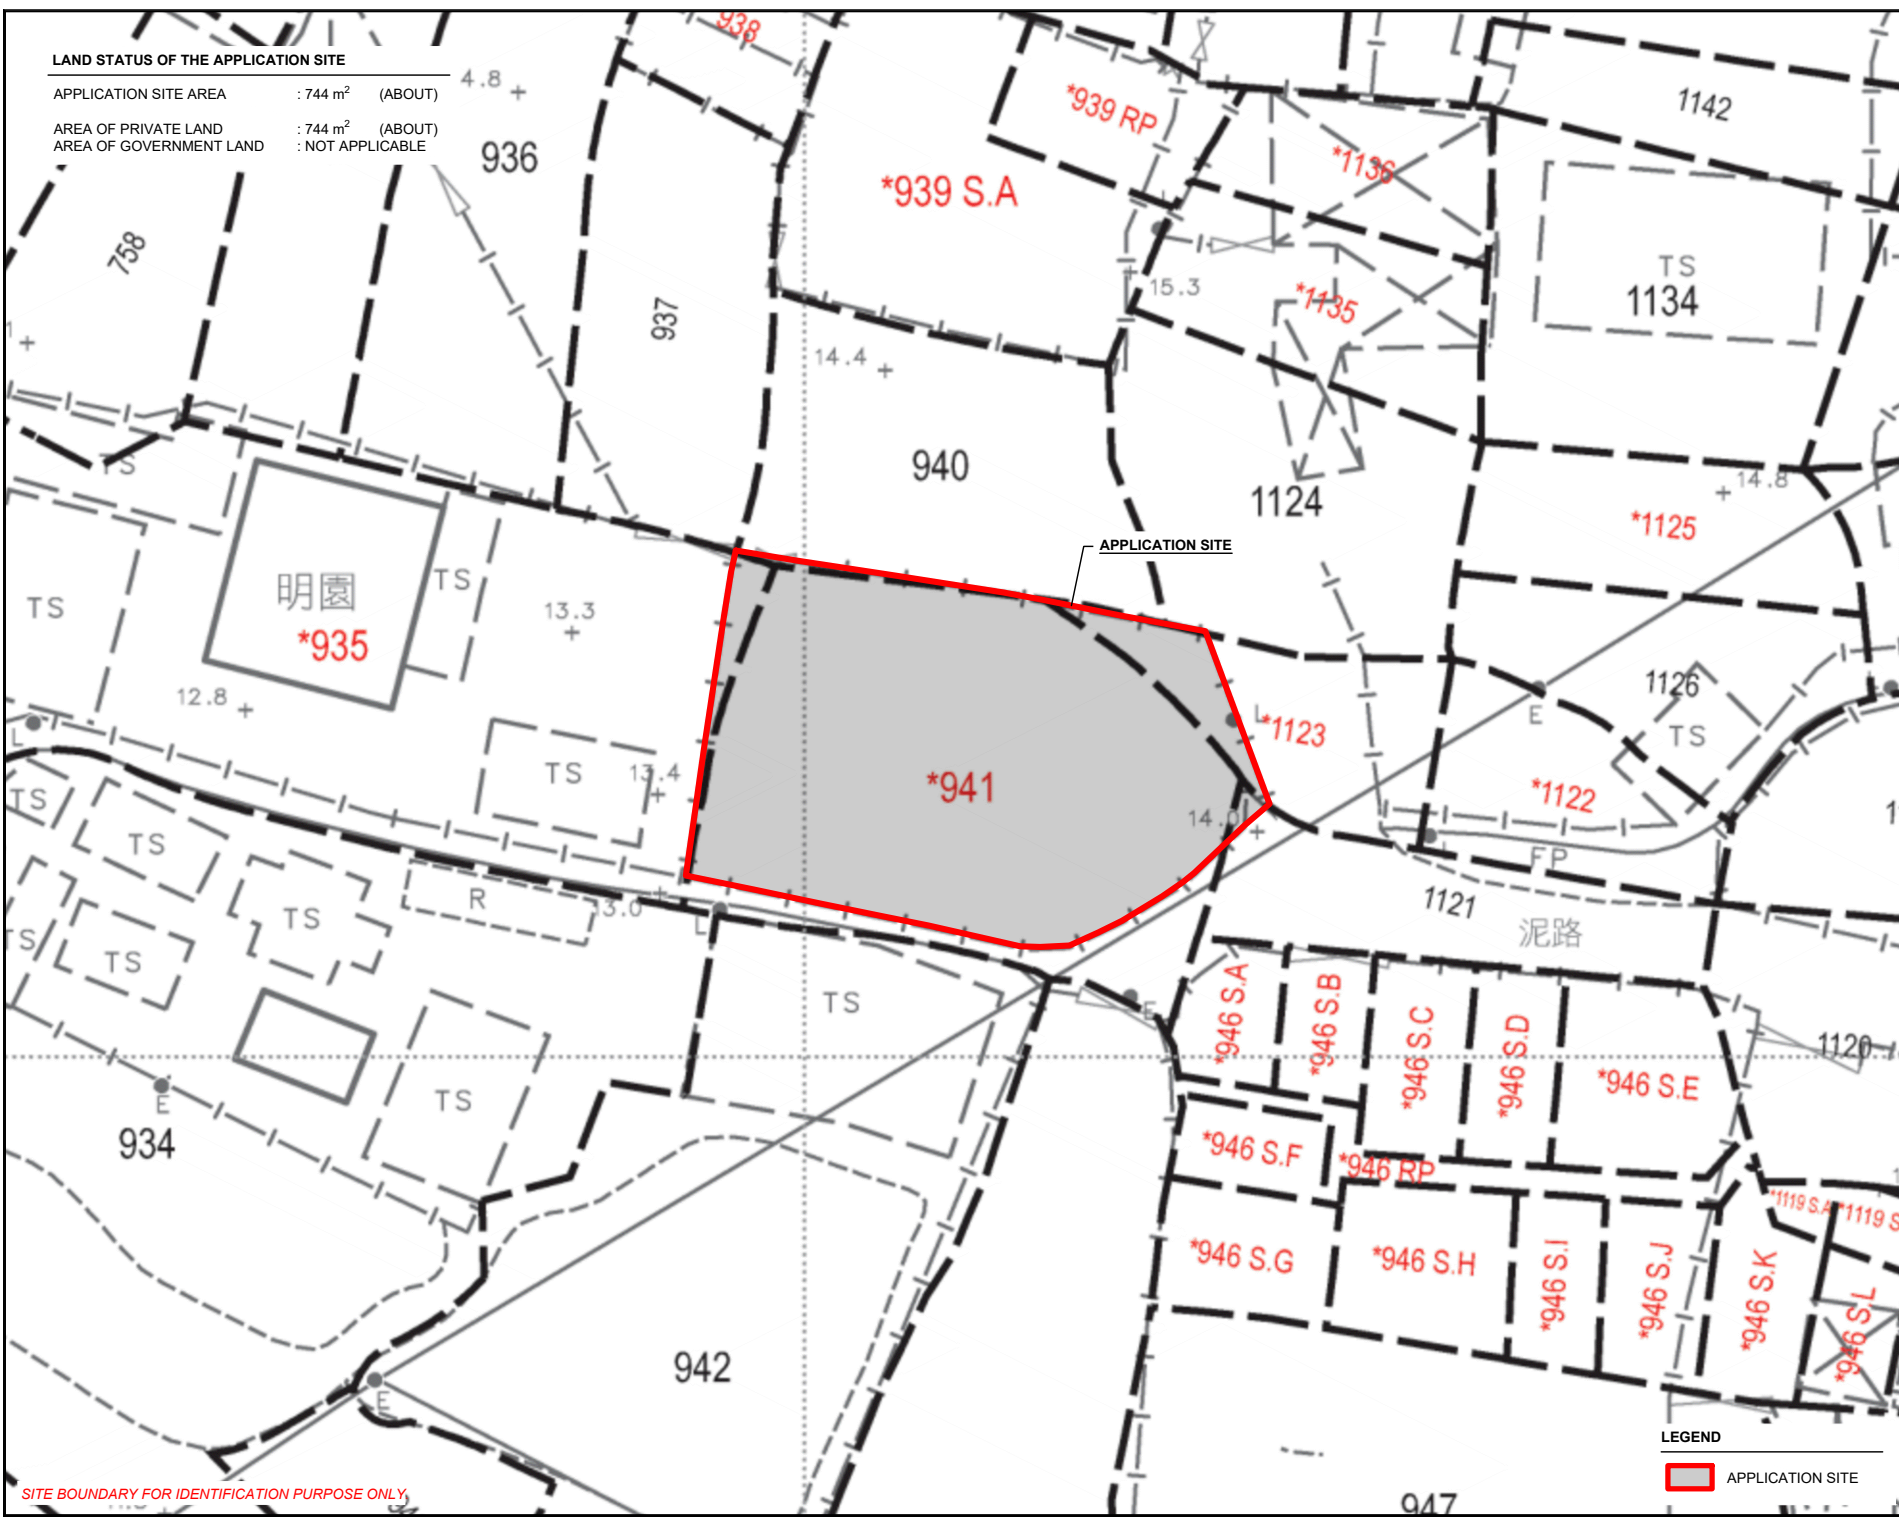 LAND STATUS OF THE APPLICATION SITE
APPLICATION SITE AREA : 744 m² (ABOUT)
AREA OF PRIVATE LAND : 744 m² (ABOUT)
AREA OF GOVERNMENT LAND : NOT APPLICABLE
938
4.8
936
*939 S.A
*939 RP
*1136
1142
758
937
15.3
*1135
TS
1134
14.4
940
1124
14.8
*1125
TS
APPLICATION SITE
明園
*935
TS
TS
13.3
12.8
1126
TS
E
L
*1123
L
TS
13.4
*941
*1122
14.0
TS
TS
FP
R
13.0
L
1121
泥路
TS
TS
TS
TS
*946 S.A
*946 S.B
*946 S.C
*946 S.D
*946 S.E
E
1120
TS
E
934
*946 S.F
*946 RP
*1119 S.A
*1119 S
*946 S.G
*946 S.H
*946 S.I
*946 S.J
*946 S.K
*946 S.L
942
E
LEGEND
APPLICATION SITE
SITE BOUNDARY FOR IDENTIFICATION PURPOSE ONLY.
947